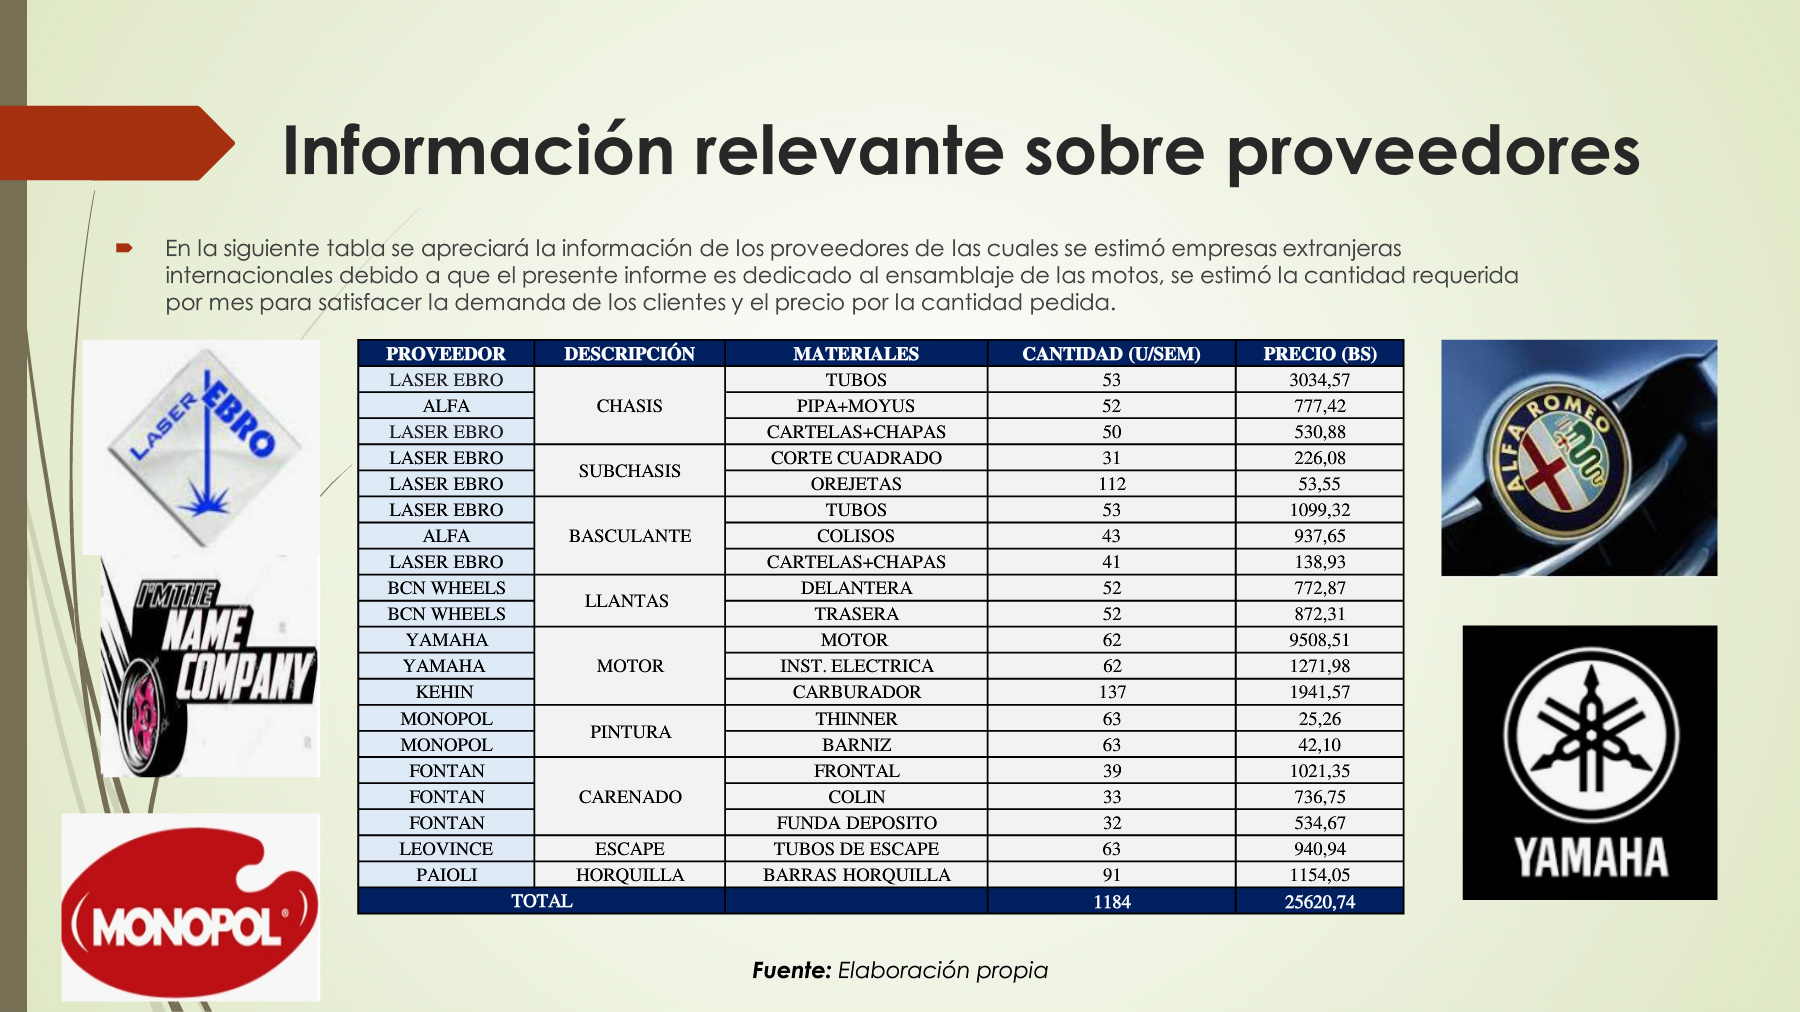 Información relevante sobre proveedores
En la siguiente tabla se apreciará la información de los proveedores de las cuales se estimó empresas extranjeras
internacionales debido a que el presente informe es dedicado al ensamblaje de las motos, se estimó la cantidad requerida
por mes para satisfacer la demanda de los clientes y el precio por la cantidad pedida.
LASER EBRO
I'M THE
NAME
COMPANY
MONOPOL®
PROVEEDOR DESCRIPCIÓN MATERIALES CANTIDAD (U/SEM) PRECIO (BS)
LASER EBRO CHASIS TUBOS 53 3034,57
ALFA PIPA+MOYUS 52 777,42
LASER EBRO CARTELAS+CHAPAS 50 530,88
LASER EBRO SUBCHASIS CORTE CUADRADO 31 226,08
LASER EBRO OREJETAS 112 53,55
LASER EBRO BASCULANTE TUBOS 53 1099,32
ALFA COLISOS 43 937,65
LASER EBRO CARTELAS+CHAPAS 41 138,93
BCN WHEELS LLANTAS DELANTERA 52 772,87
BCN WHEELS TRASERA 52 872,31
YAMAHA MOTOR MOTOR 62 9508,51
YAMAHA INST. ELECTRICA 62 1271,98
KEHIN CARBURADOR 137 1941,57
MONOPOL PINTURA THINNER 63 25,26
MONOPOL BARNIZ 63 42,10
FONTAN CARENADO FRONTAL 39 1021,35
FONTAN COLIN 33 736,75
FONTAN FUNDA DEPOSITO 32 534,67
LEOVINCE ESCAPE TUBOS DE ESCAPE 63 940,94
PAIOLI HORQUILLA BARRAS HORQUILLA 91 1154,05
TOTAL 1184 25620,74
ALFA ROMEO
YAMAHA
Fuente: Elaboración propia